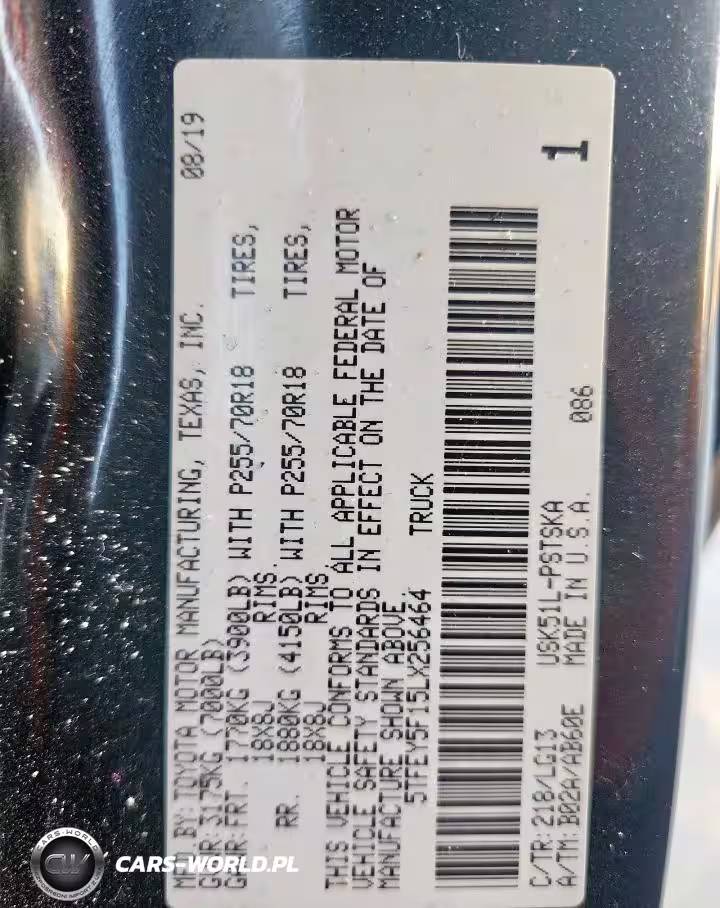 MFD. BY: TOYOTA MOTOR MANUFACTURING, TEXAS, INC. 08/19
GVWR: 3175KG (7000LB)
GAWR: FRT. 1770KG (3900LB) WITH P255/70R18 TIRES,
18X8J RIMS.
RR. 1880KG (4150LB) WITH P255/70R18 TIRES,
18X8J RIMS
THIS VEHICLE CONFORMS TO ALL APPLICABLE FEDERAL MOTOR
VEHICLE SAFETY STANDARDS IN EFFECT ON THE DATE OF
MANUFACTURE SHOWN ABOVE.
5TFEY5F15LX256464 TRUCK
1
C/TR: 218/LG13 USK51L-PSTSKA 086
A/TM: B02A/AB60E MADE IN U.S.A.
CARS-WORLD
CW
CARS-WORLD.PL